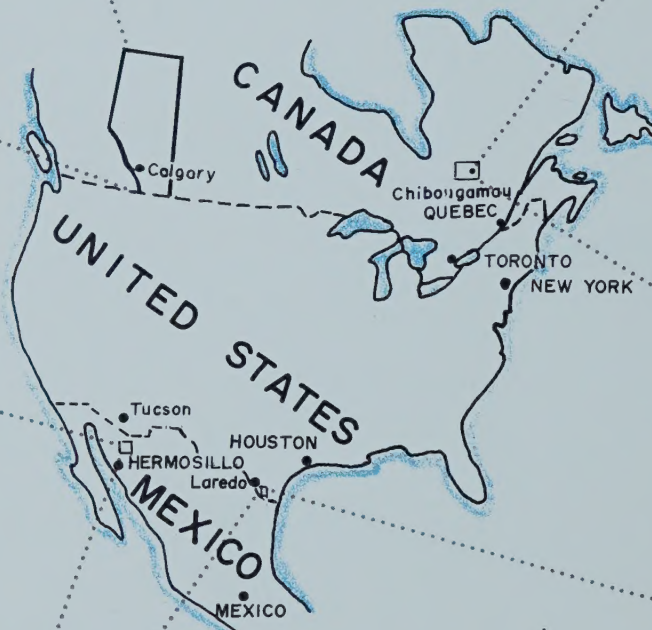 CANADA
Calgary
Chibougamau
QUEBEC
TORONTO
NEW YORK
UNITED STATES
Tucson
HOUSTON
HERMOSILLO
Laredo
MEXICO
MEXICO